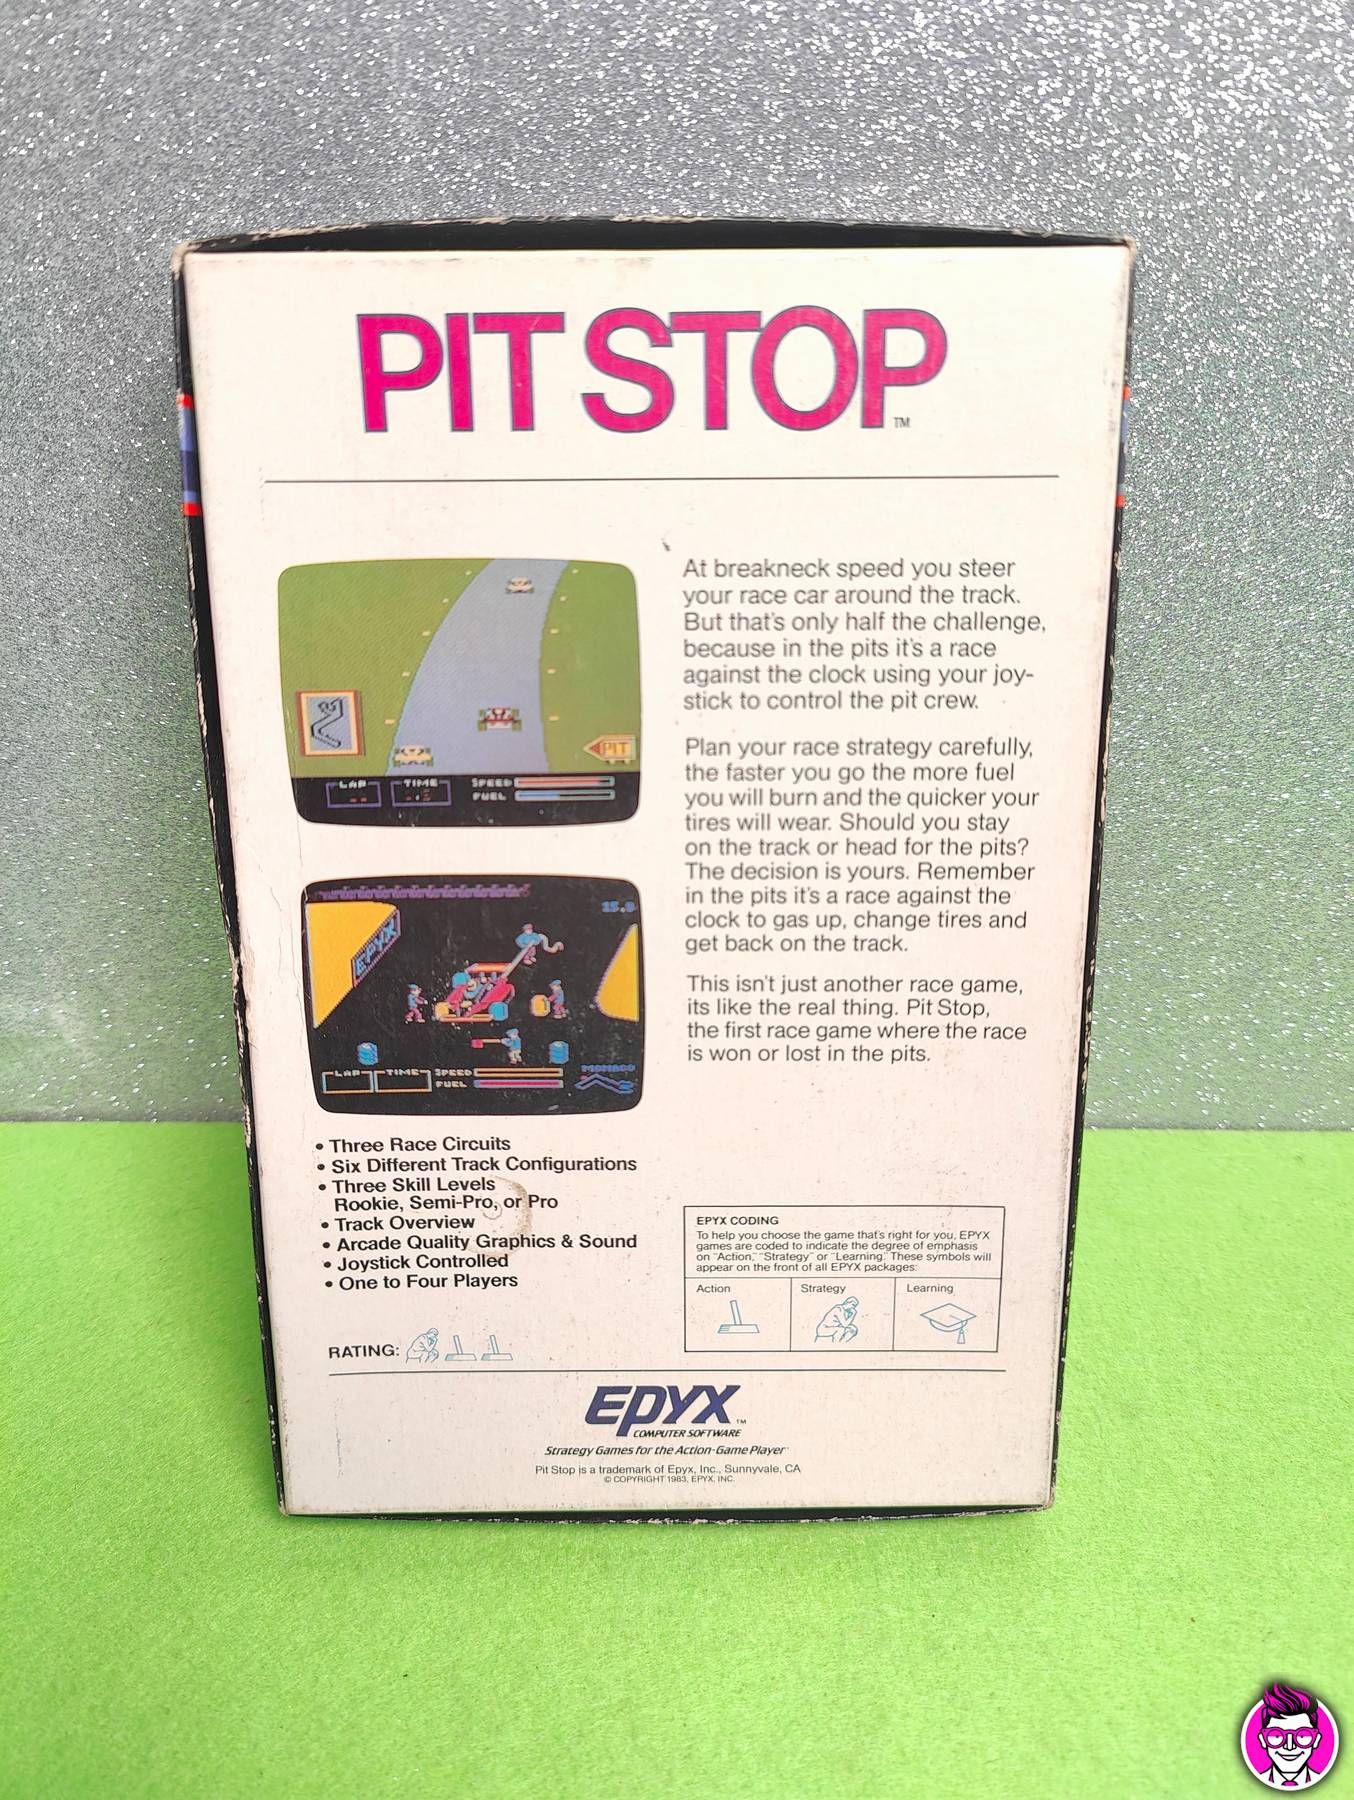 PIT STOP
TM
PIT
LAP
TIME
SPEED
FUEL
15.8
EPYX
LAP
TIME
SPEED
FUEL
MONACO
• Three Race Circuits
• Six Different Track Configurations
• Three Skill Levels
Rookie, Semi-Pro, or Pro
• Track Overview
• Arcade Quality Graphics & Sound
• Joystick Controlled
• One to Four Players
RATING:
At breakneck speed you steer
your race car around the track.
But that's only half the challenge,
because in the pits it's a race
against the clock using your joy-
stick to control the pit crew.
Plan your race strategy carefully,
the faster you go the more fuel
you will burn and the quicker your
tires will wear. Should you stay
on the track or head for the pits?
The decision is yours. Remember
in the pits it's a race against the
clock to gas up, change tires and
get back on the track.
This isn't just another race game,
its like the real thing. Pit Stop,
the first race game where the race
is won or lost in the pits.
EPYX CODING
To help you choose the game that's right for you, EPYX
games are coded to indicate the degree of emphasis
on "Action," "Strategy" or "Learning." These symbols will
appear on the front of all EPYX packages:
Action
Strategy
Learning
EPYX TM
COMPUTER SOFTWARE
Strategy Games for the Action-Game Player
Pit Stop is a trademark of Epyx, Inc., Sunnyvale, CA
© COPYRIGHT 1983, EPYX, INC.